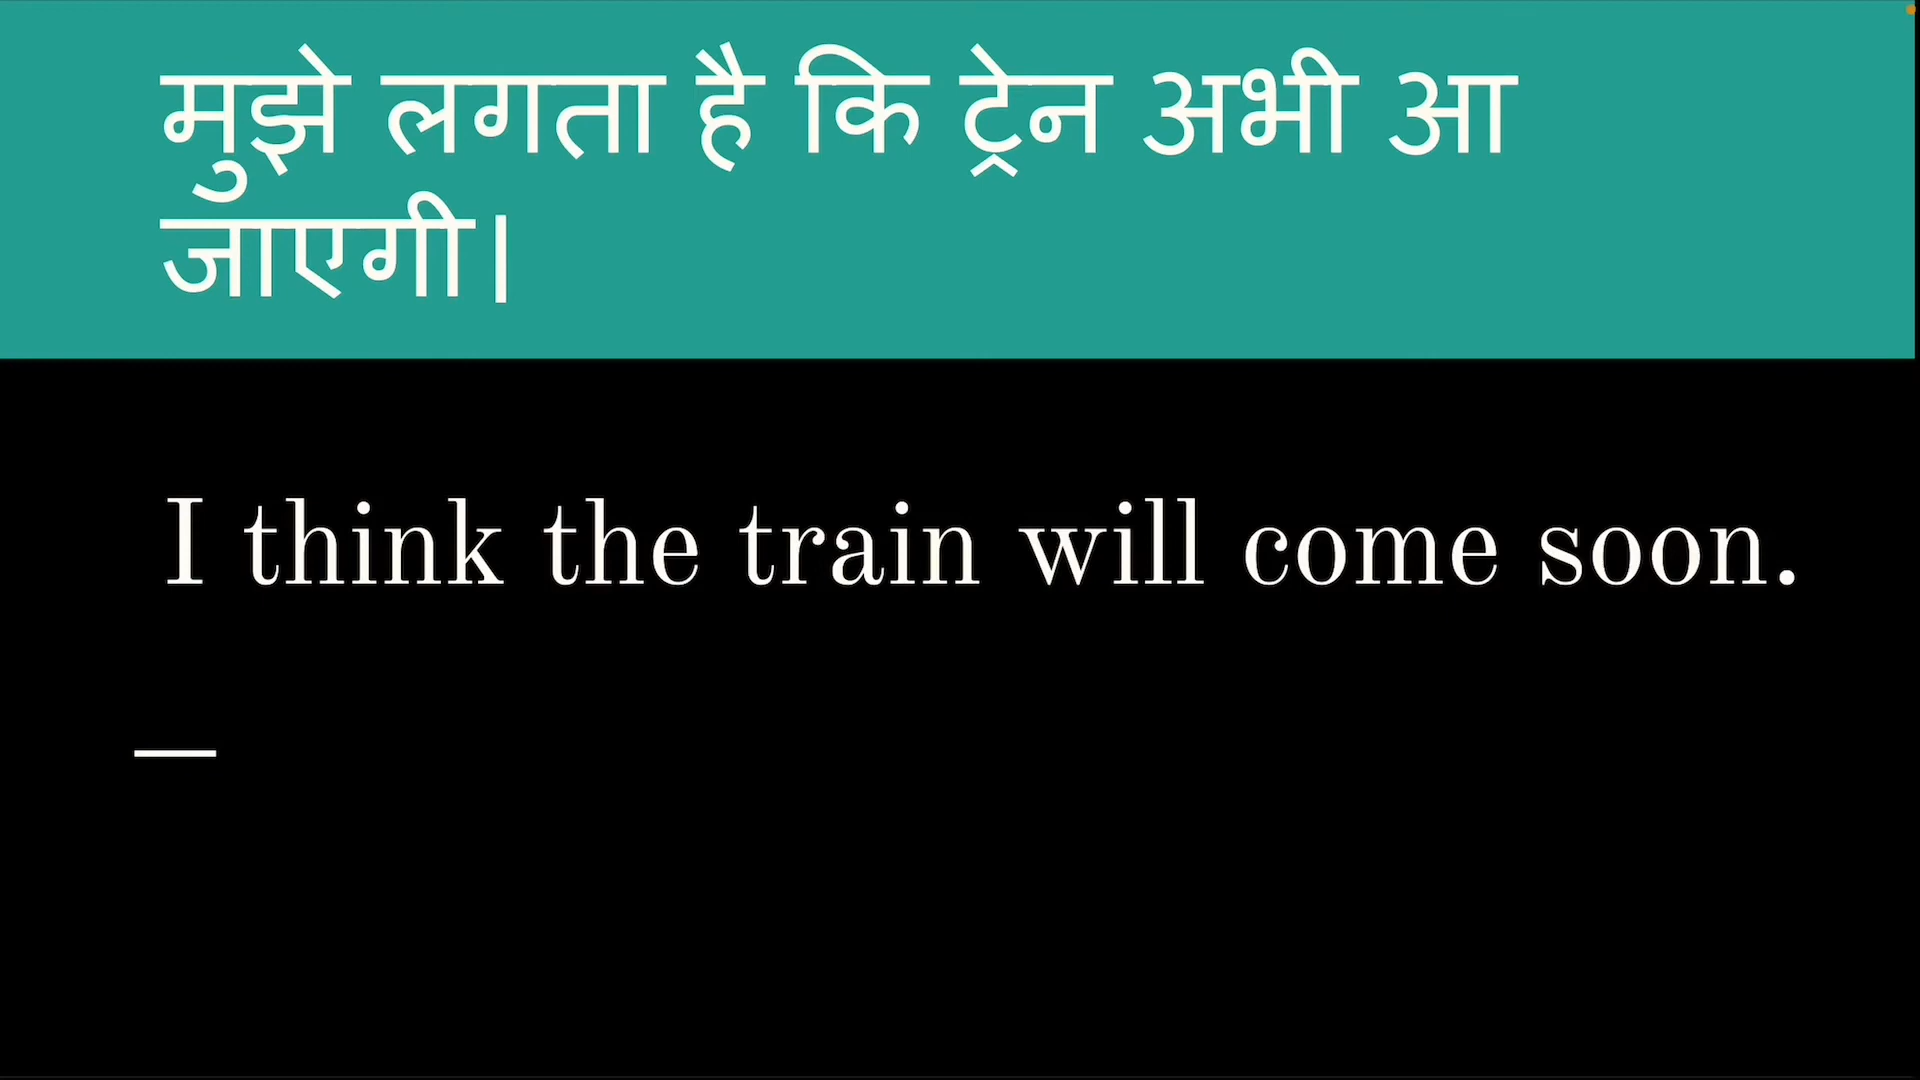 मुझे लगता है कि ट्रेन अभी आ
जाएगी।
I think the train will come soon.